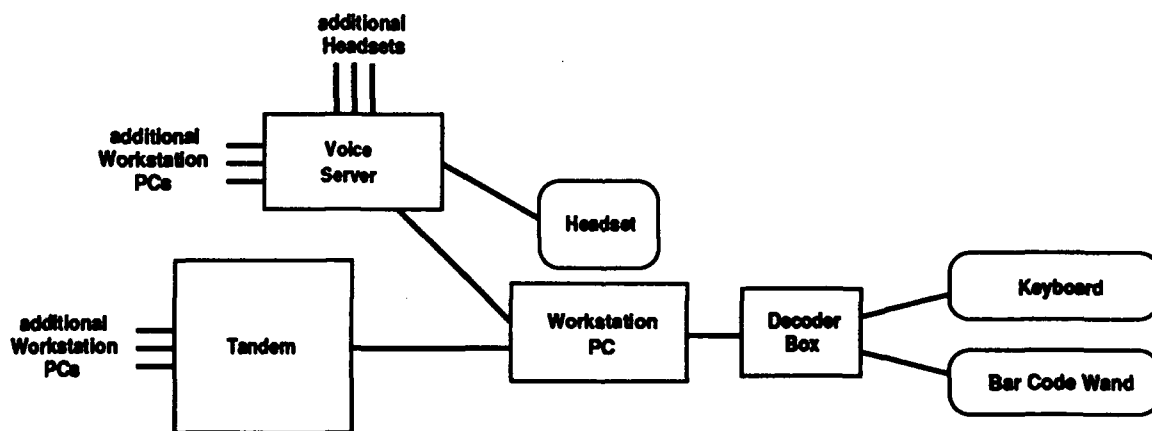 additional
Headsets
additional
Workstation
PCs
Voice
Server
Headset
additional
Workstation
PCs
Tandem
Workstation
PC
Decoder
Box
Keyboard
Bar Code Wand